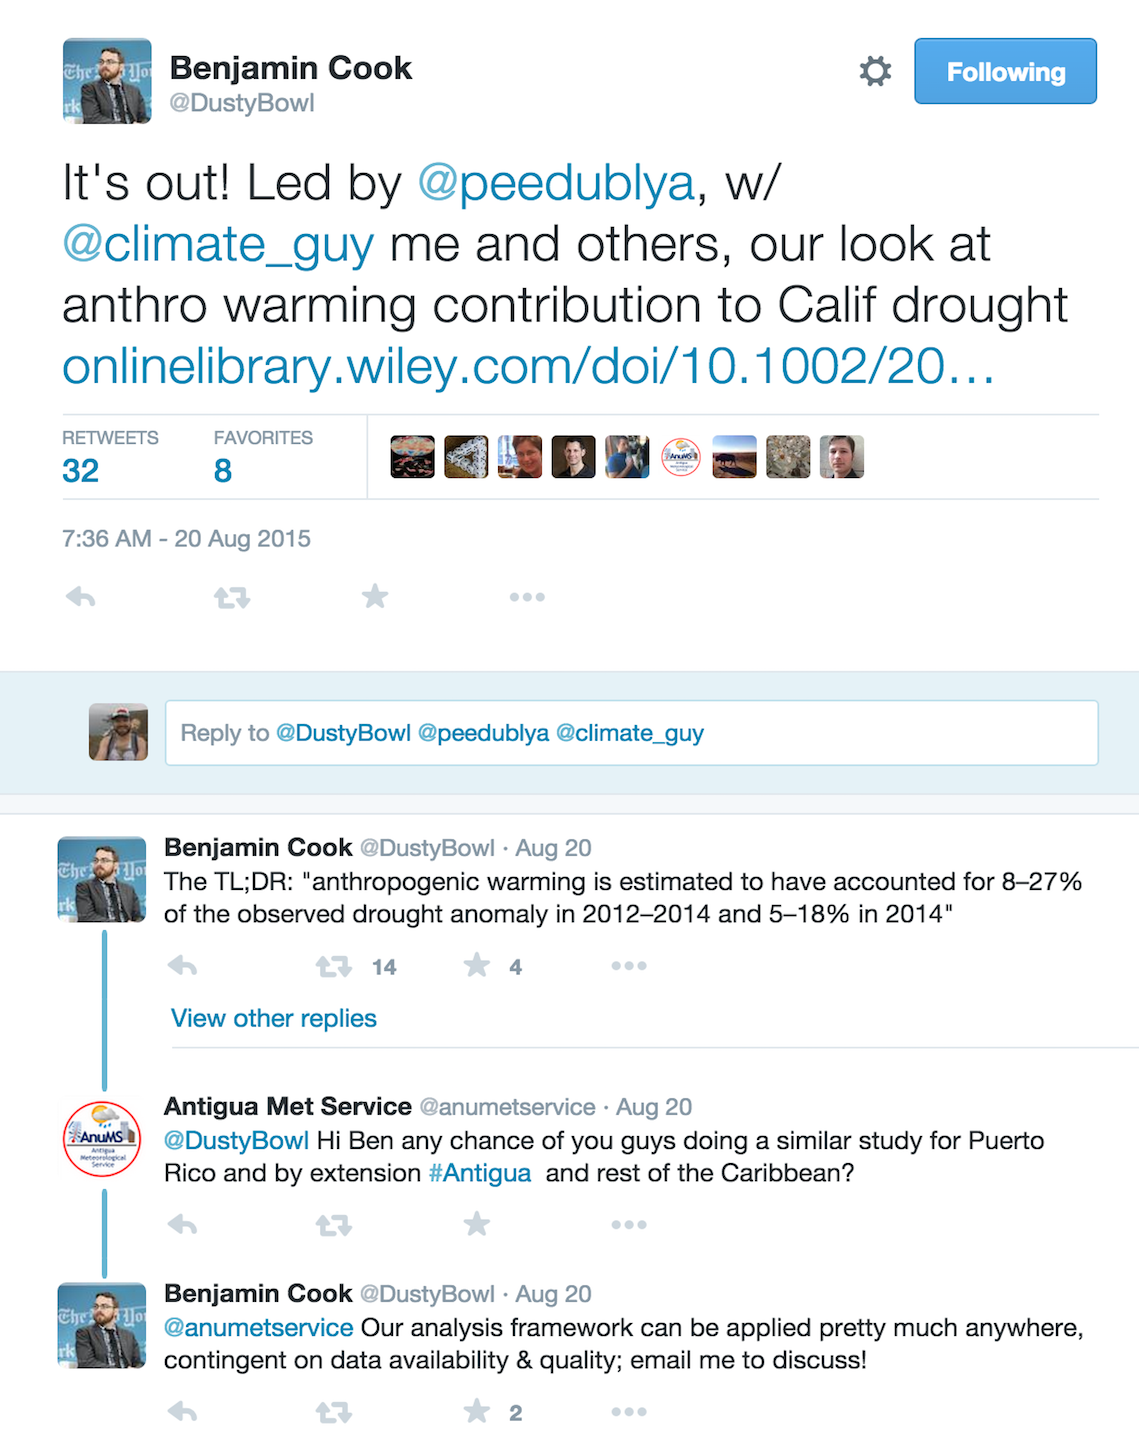 Benjamin Cook
@DustyBowl
Following
It's out! Led by @peedublya, w/
@climate_guy me and others, our look at
anthro warming contribution to Calif drought
onlinelibrary.wiley.com/doi/10.1002/20…
RETWEETS
32
FAVORITES
8
7:36 AM - 20 Aug 2015
Reply to @DustyBowl @peedublya @climate_guy
Benjamin Cook @DustyBowl · Aug 20
The TL;DR: "anthropogenic warming is estimated to have accounted for 8–27%
of the observed drought anomaly in 2012–2014 and 5–18% in 2014"
14
4
View other replies
AnuMS
Antigua
Meteorological
Service
Antigua Met Service @anumetservice · Aug 20
@DustyBowl Hi Ben any chance of you guys doing a similar study for Puerto
Rico and by extension #Antigua and rest of the Caribbean?
Benjamin Cook @DustyBowl · Aug 20
@anumetservice Our analysis framework can be applied pretty much anywhere,
contingent on data availability & quality; email me to discuss!
2